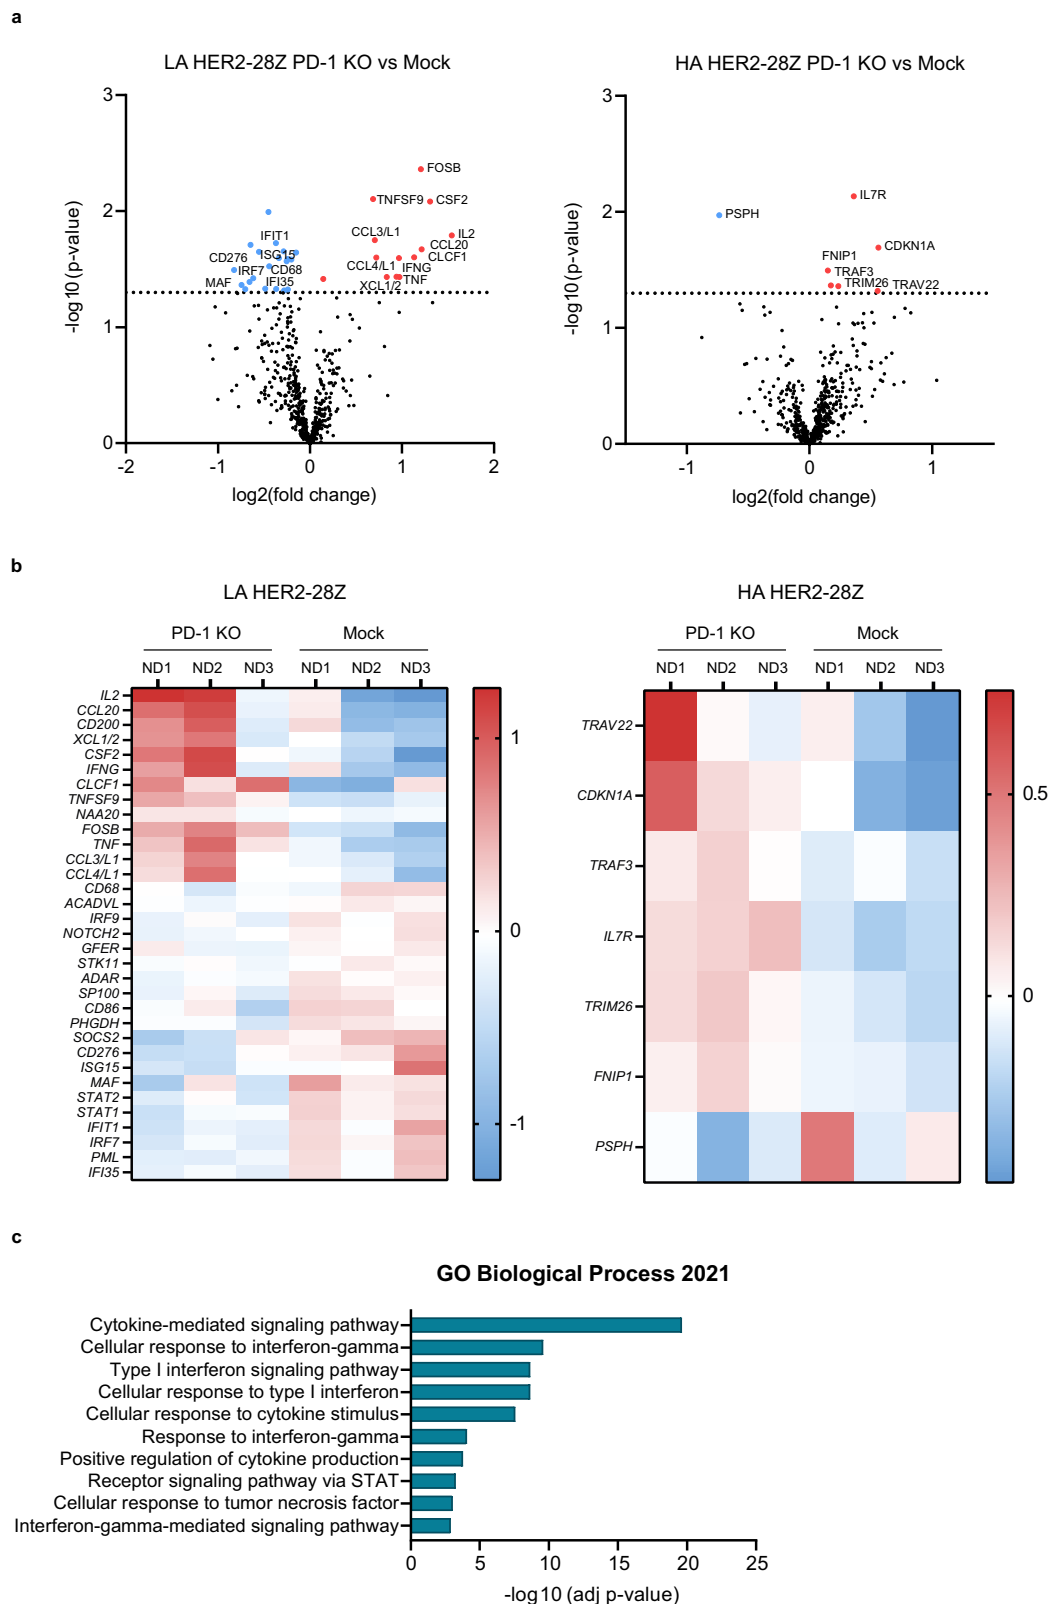 a
LA HER2-28Z PD-1 KO vs Mock
3
2
1
0
-log10(p-value)
-2
-1
0
1
2
log2(fold change)
FOSB
TNFSF9
CSF2
CCL3/L1
IL2
CCL20
CLCF1
CCL4/L1
IFNG
TNF
XCL1/2
IFIT1
CD276
ISG15
IRF7
CD68
MAF
IFI35
HA HER2-28Z PD-1 KO vs Mock
3
2
1
0
-log10(p-value)
-1
0
1
log2(fold change)
PSPH
IL7R
CDKN1A
FNIP1
TRAF3
TRIM26
TRAV22
b
LA HER2-28Z
PD-1 KO
Mock
ND1
ND2
ND3
ND1
ND2
ND3
IL2
CCL20
CD200
XCL1/2
CSF2
IFNG
CLCF1
TNFSF9
NAA20
FOSB
TNF
CCL3/L1
CCL4/L1
CD68
ACADVL
IRF9
NOTCH2
GFER
STK11
ADAR
SP100
CD86
PHGDH
SOCS2
CD276
ISG15
MAF
STAT2
STAT1
IFIT1
IRF7
PML
IFI35
1
0
-1
HA HER2-28Z
PD-1 KO
Mock
ND1
ND2
ND3
ND1
ND2
ND3
TRAV22
CDKN1A
TRAF3
IL7R
TRIM26
FNIP1
PSPH
0.5
0
c
GO Biological Process 2021
Cytokine-mediated signaling pathway
Cellular response to interferon-gamma
Type I interferon signaling pathway
Cellular response to type I interferon
Cellular response to cytokine stimulus
Response to interferon-gamma
Positive regulation of cytokine production
Receptor signaling pathway via STAT
Cellular response to tumor necrosis factor
Interferon-gamma-mediated signaling pathway
0
5
10
15
20
25
-log10 (adj p-value)